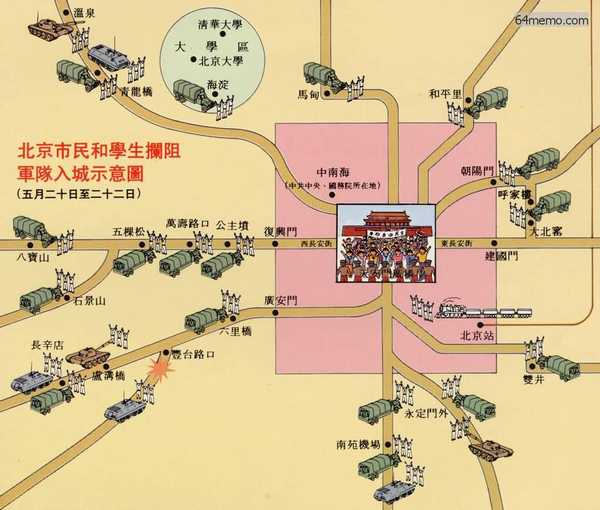 64memo.com
溫泉
清華大學
大學區
北京大學
海淀
青龍橋
馬甸
和平里
北京市民和學生攔阻
軍隊入城示意圖
(五月二十日至二十二日)
中南海
(中共中央、國務院所在地)
朝陽門
呼家樓
大北窰
五棵松
萬壽路口
公主墳
復興門
西長安街
東長安街
建國門
八寶山
石景山
廣安門
六里橋
北京站
長辛店
豐台路口
盧溝橋
雙井
永定門外
南苑機場